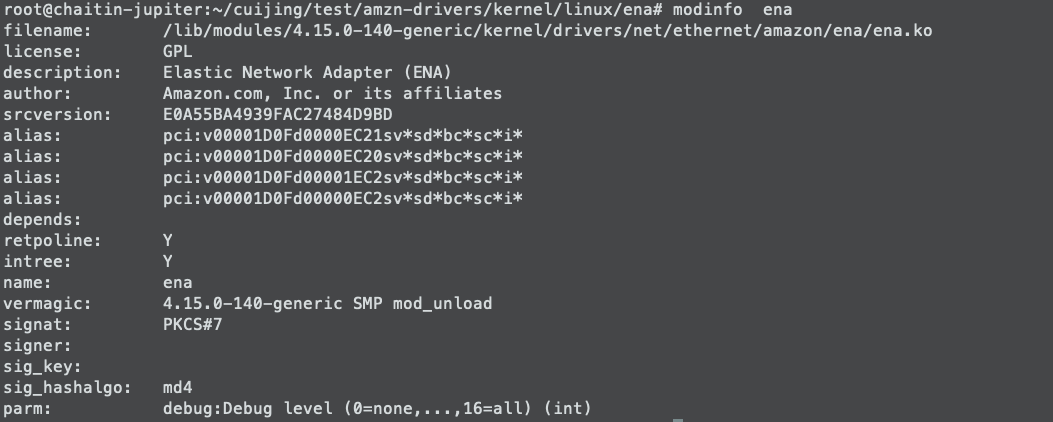 root@chaitin-jupiter:~/cuijing/test/amzn-drivers/kernel/linux/ena# modinfo  ena
filename:       /lib/modules/4.15.0-140-generic/kernel/drivers/net/ethernet/amazon/ena/ena.ko
license:        GPL
description:    Elastic Network Adapter (ENA)
author:         Amazon.com, Inc. or its affiliates
srcversion:     E0A55BA4939FAC27484D9BD
alias:          pci:v00001D0Fd0000EC21sv*sd*bc*sc*i*
alias:          pci:v00001D0Fd0000EC20sv*sd*bc*sc*i*
alias:          pci:v00001D0Fd00001EC2sv*sd*bc*sc*i*
alias:          pci:v00001D0Fd00000EC2sv*sd*bc*sc*i*
depends:
retpoline:      Y
intree:         Y
name:           ena
vermagic:       4.15.0-140-generic SMP mod_unload
signat:         PKCS#7
signer:
sig_key:
sig_hashalgo:   md4
parm:           debug:Debug level (0=none,...,16=all) (int)